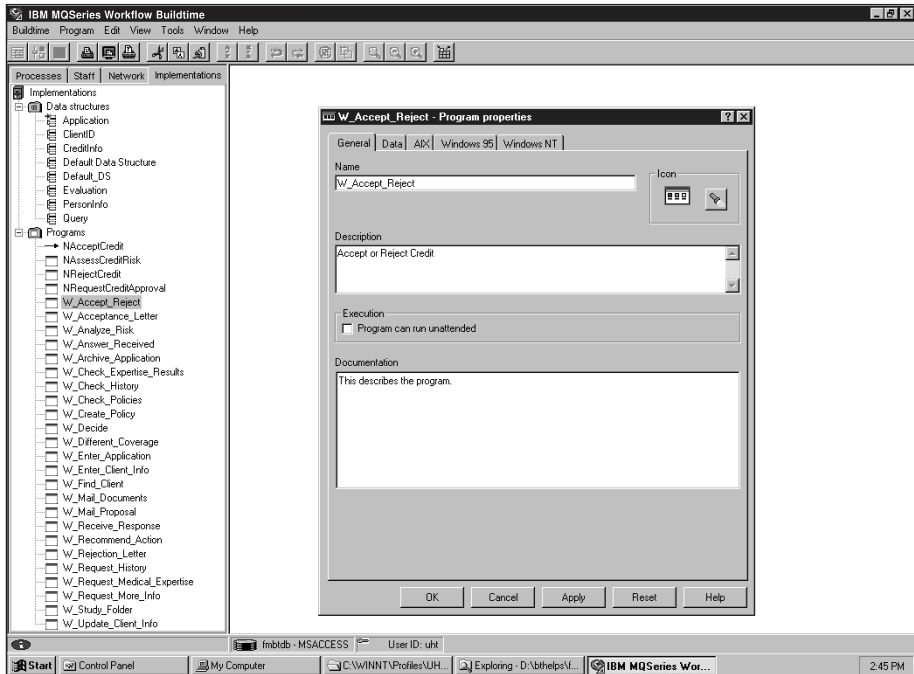 IBM MQSeries Workflow Buildtime
Buildtime Program Edit View Tools Window Help
Processes Staff Network Implementations
Implementations
Data structures
Application
ClientID
CreditInfo
Default Data Structure
Default_DS
Evaluation
PersonInfo
Query
Programs
NAcceptCredit
NAssessCreditRisk
NRejectCredit
NRequestCreditApproval
W_Accept_Reject
W_Acceptance_Letter
W_Analyze_Risk
W_Answer_Received
W_Archive_Application
W_Check_Expertise_Results
W_Check_History
W_Check_Policies
W_Create_Policy
W_Decide
W_Different_Coverage
W_Enter_Application
W_Enter_Client_Info
W_Find_Client
W_Mail_Documents
W_Mail_Proposal
W_Receive_Response
W_Recommend_Action
W_Rejection_Letter
W_Request_History
W_Request_Medical_Expertise
W_Request_More_Info
W_Study_Folder
W_Update_Client_Info
W_Accept_Reject - Program properties
General Data AIX Windows 95 Windows NT
Name
W_Accept_Reject
Icon
Description
Accept or Reject Credit
Execution
Program can run unattended
Documentation
This describes the program.
OK Cancel Apply Reset Help
fmbtdb - MSACCESS User ID: uht
Start Control Panel My Computer C:\WINNT\Profiles\UH... Exploring - D:\bthelps\f... IBM MQSeries Wor... 2:45 PM